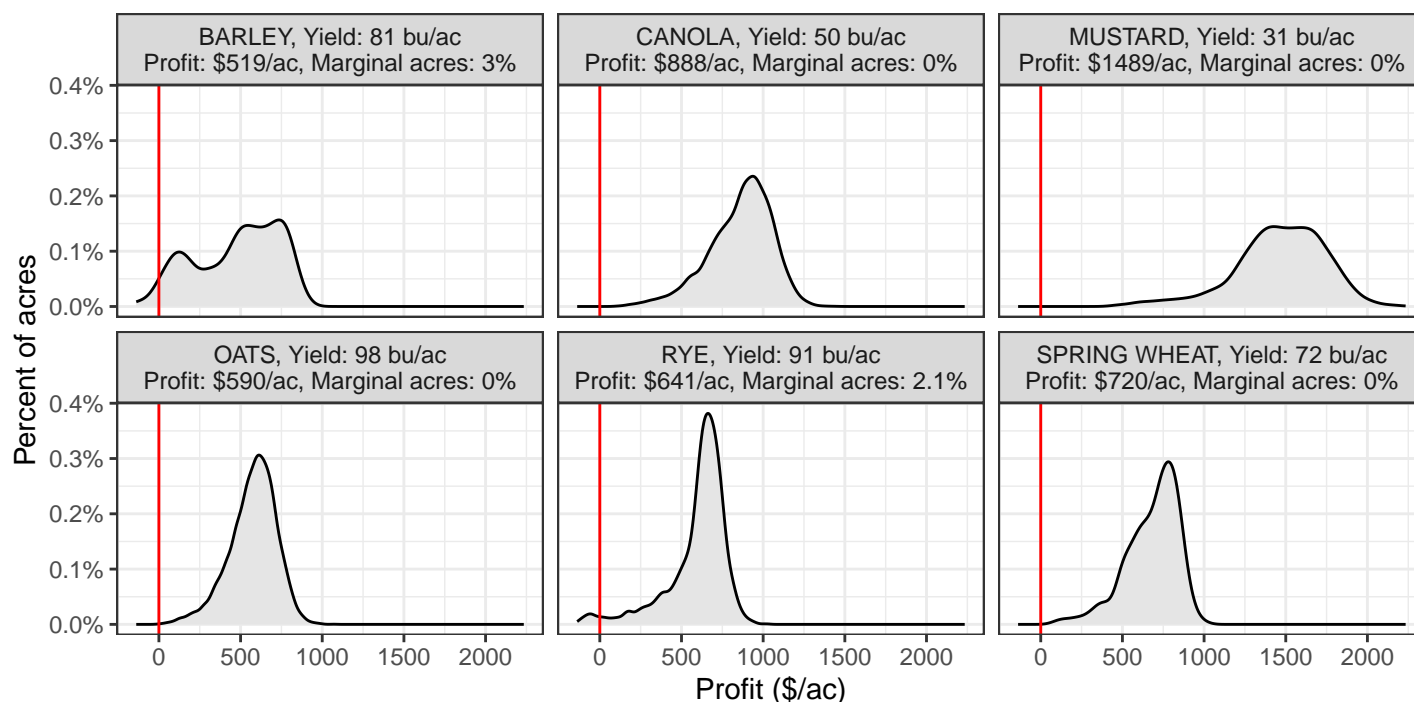 BARLEY, Yield: 81 bu/ac
Profit: $519/ac, Marginal acres: 3%
CANOLA, Yield: 50 bu/ac
Profit: $888/ac, Marginal acres: 0%
MUSTARD, Yield: 31 bu/ac
Profit: $1489/ac, Marginal acres: 0%
0.4%
0.3%
0.2%
0.1%
0.0%
OATS, Yield: 98 bu/ac
Profit: $590/ac, Marginal acres: 0%
RYE, Yield: 91 bu/ac
Profit: $641/ac, Marginal acres: 2.1%
SPRING WHEAT, Yield: 72 bu/ac
Profit: $720/ac, Marginal acres: 0%
0.4%
0.3%
0.2%
0.1%
0.0%
Percent of acres
0 500 1000 1500 2000
0 500 1000 1500 2000
0 500 1000 1500 2000
Profit ($/ac)